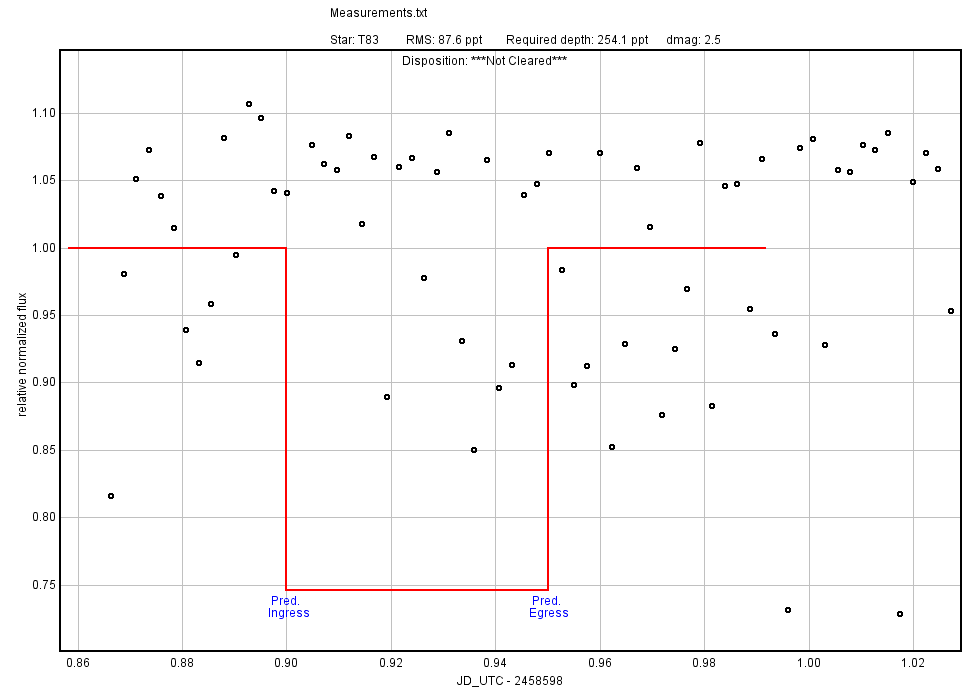 Measurements.txt
Star: T83 RMS: 87.6 ppt Required depth: 254.1 ppt dmag: 2.5
Disposition: ***Not Cleared***
relative normalized flux
1.10
1.05
1.00
0.95
0.90
0.85
0.80
0.75
Pred. Pred.
Ingress Egress
0.86 0.88 0.90 0.92 0.94 0.96 0.98 1.00 1.02
JD_UTC - 2458598